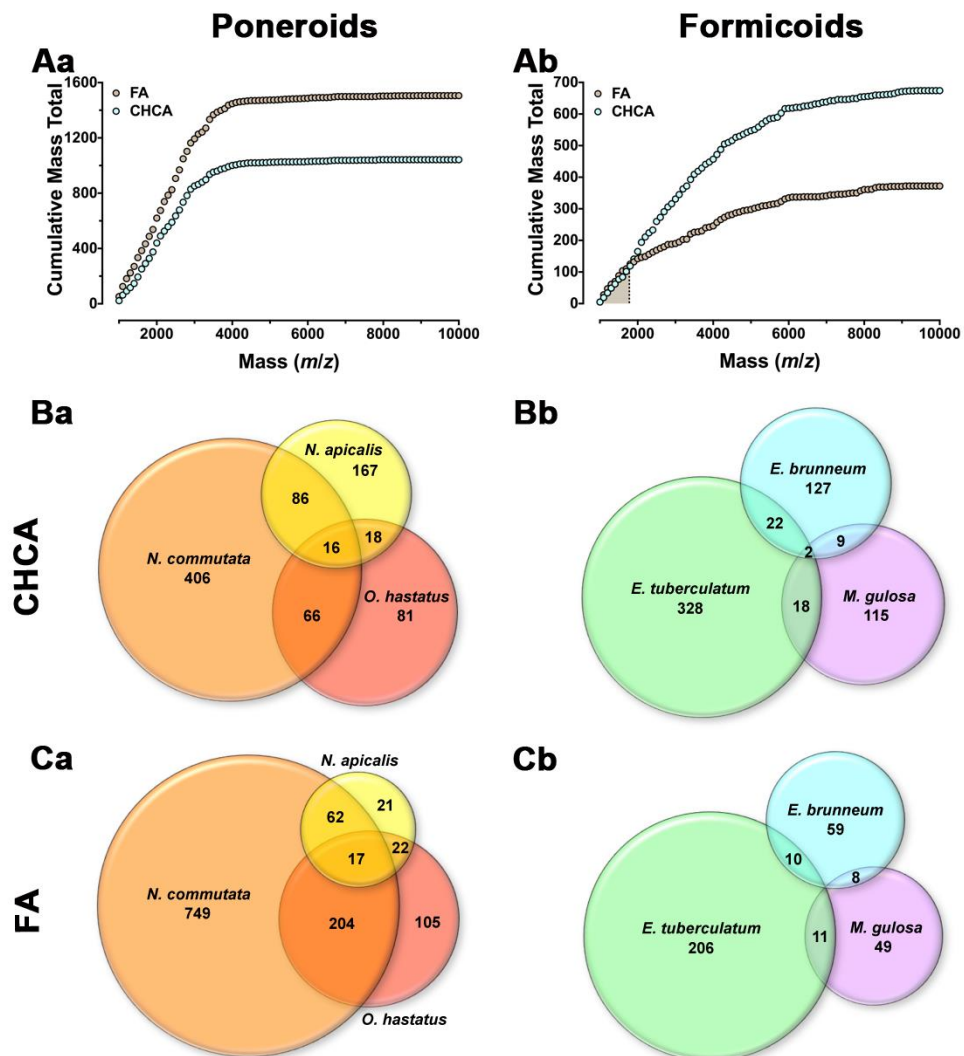 Poneroids
Formicoids
Aa
FA
CHCA
Cumulative Mass Total
1600
1200
800
400
0
2000
4000
6000
8000
10000
Mass (m/z)
Ab
FA
CHCA
Cumulative Mass Total
700
600
500
400
300
200
100
0
2000
4000
6000
8000
10000
Mass (m/z)
CHCA
Ba
N. apicalis
167
86
16
18
N. commutata
406
O. hastatus
81
66
Bb
E. brunneum
127
22
2
9
E. tuberculatum
328
M. gulosa
115
18
FA
Ca
N. apicalis
21
62
22
17
N. commutata
749
204
105
O. hastatus
Cb
E. brunneum
59
10
8
E. tuberculatum
206
M. gulosa
49
11